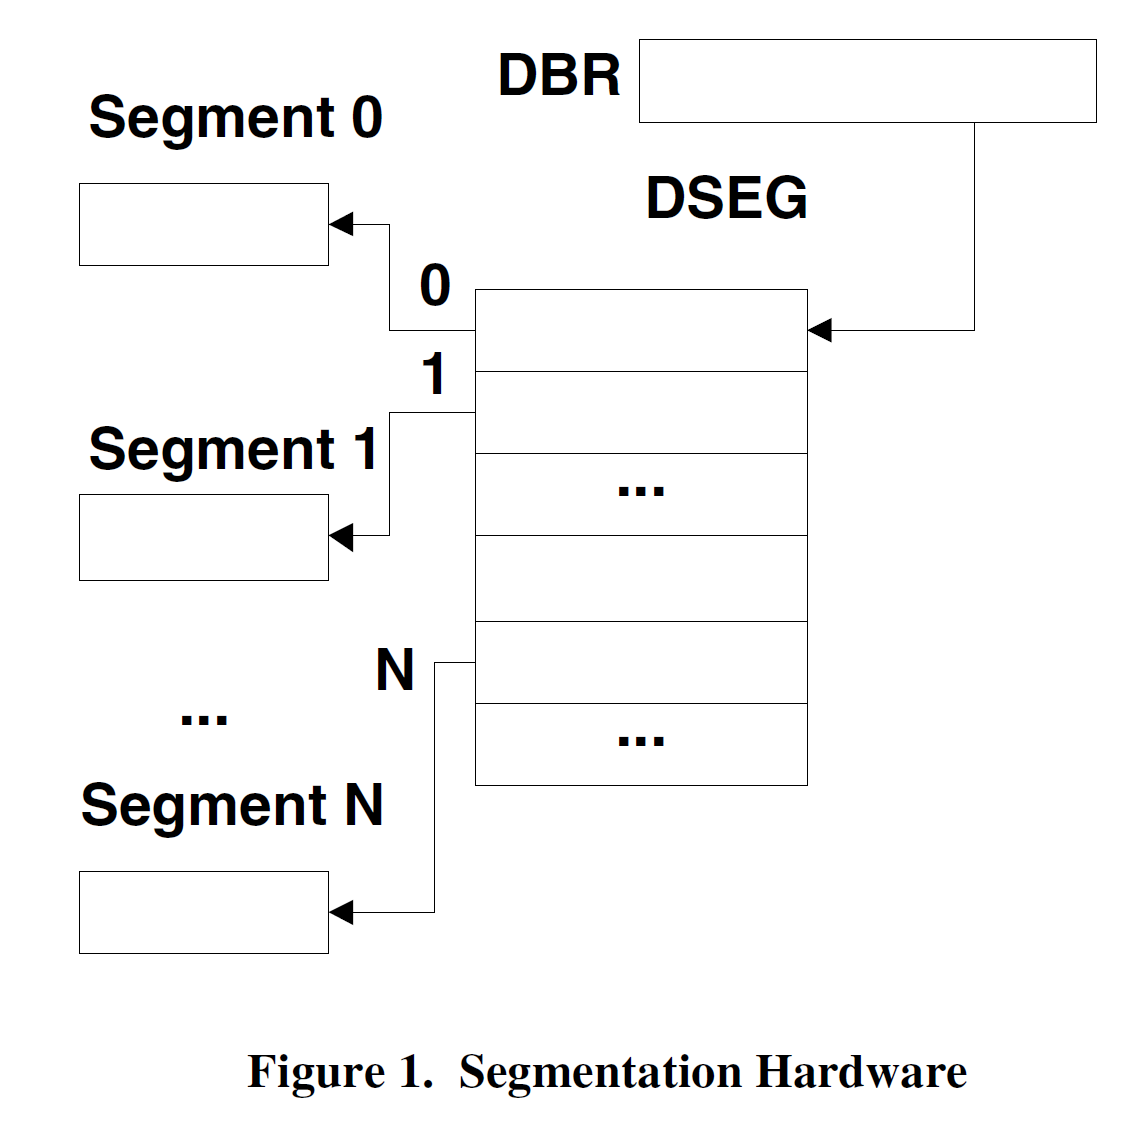 DBR
Segment 0
DSEG
0
1
Segment 1
...
N
...
...
Segment N
Figure 1. Segmentation Hardware